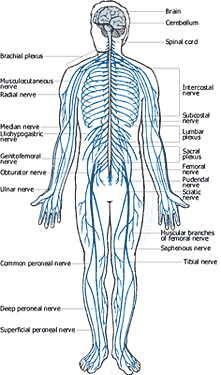 Brain
Cerebellum
Spinal cord
Brachial plexus
Musculocutaneous
nerve
Radial nerve
Intercostal
nerve
Subcostal
nerve
Median nerve
Lliohypogastric
nerve
Lumbar
plexus
Sacral
plexus
Genitofemoral
nerve
Femoral
nerve
Obturator nerve
Pudendal
nerve
Sciatic
nerve
Ulnar nerve
Muscular branches
of femoral nerve
Saphenous nerve
Common peroneal nerve
Tibial nerve
Deep peroneal nerve
Superficial peroneal nerve